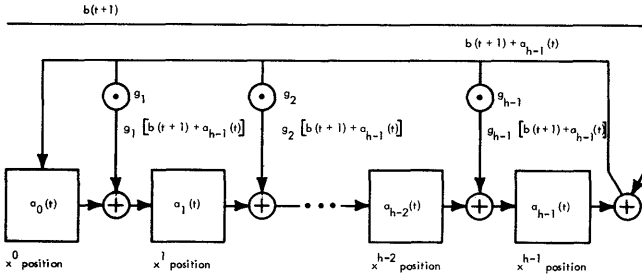 b(t+1)
b(t+1) + a_{h-1}(t)
g_1 g_2 g_{h-1}
g_1 [b(t+1) + a_{h-1}(t)] g_2 [b(t+1) + a_{h-1}(t)] g_{h-1} [b(t+1) + a_{h-1}(t)]
a_0(t) + a_1(t) + • • • a_{h-2}(t) + a_{h-1}(t) +
x^0 position x^1 position x^{h-2} position x^{h-1} position